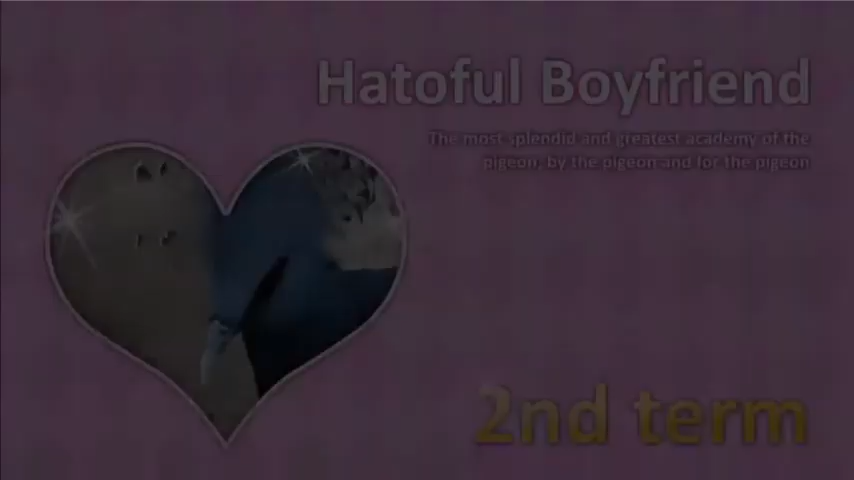 Hatoful Boyfriend
The most splendid and greatest academy of the
pigeon, by the pigeon and for the pigeon
2nd term